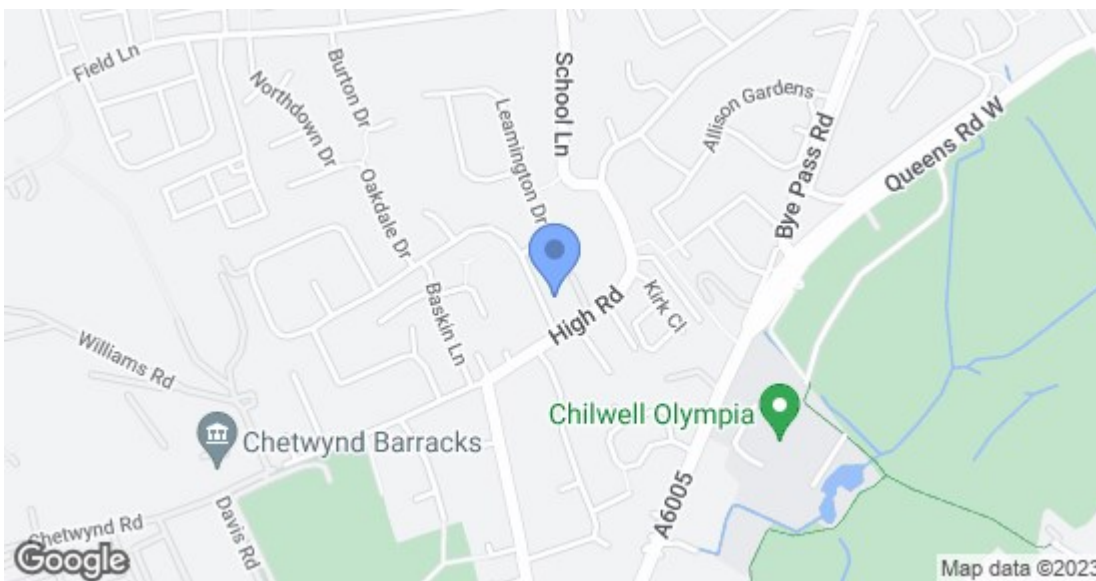 Field Ln
Burton Dr
Northdown Dr
School Ln
Leamington Dr
Allison Gardens
Bye Pass Rd
Queens Rd W
Oakdale Dr
Baskin Ln
High Rd
Kirk Cl
Williams Rd
Chilwell Olympia
Chetwynd Barracks
A6005
Davis Rd
Chetwynd Rd
Google
Map data ©2023